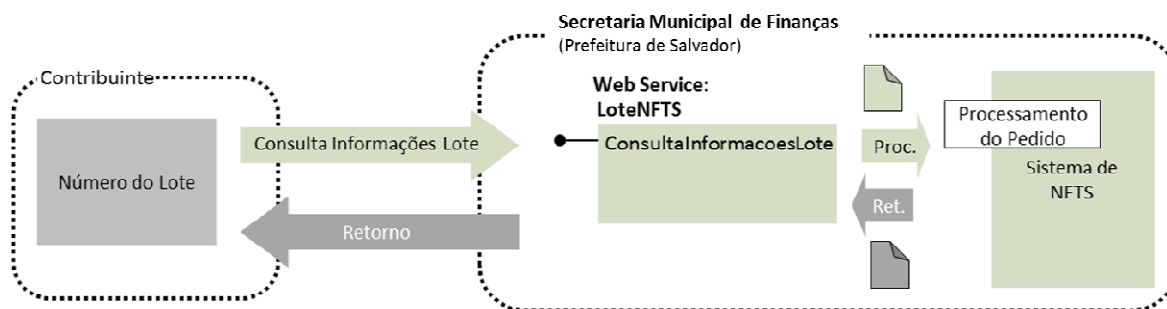 Secretaria Municipal de Finanças
(Prefeitura de Salvador)
Contribuinte
Número do Lote
Consulta Informações Lote
Retorno
Web Service:
LoteNFTS
ConsultaInformacoesLote
Proc.
Ret.
Processamento
do Pedido
Sistema de
NFTS